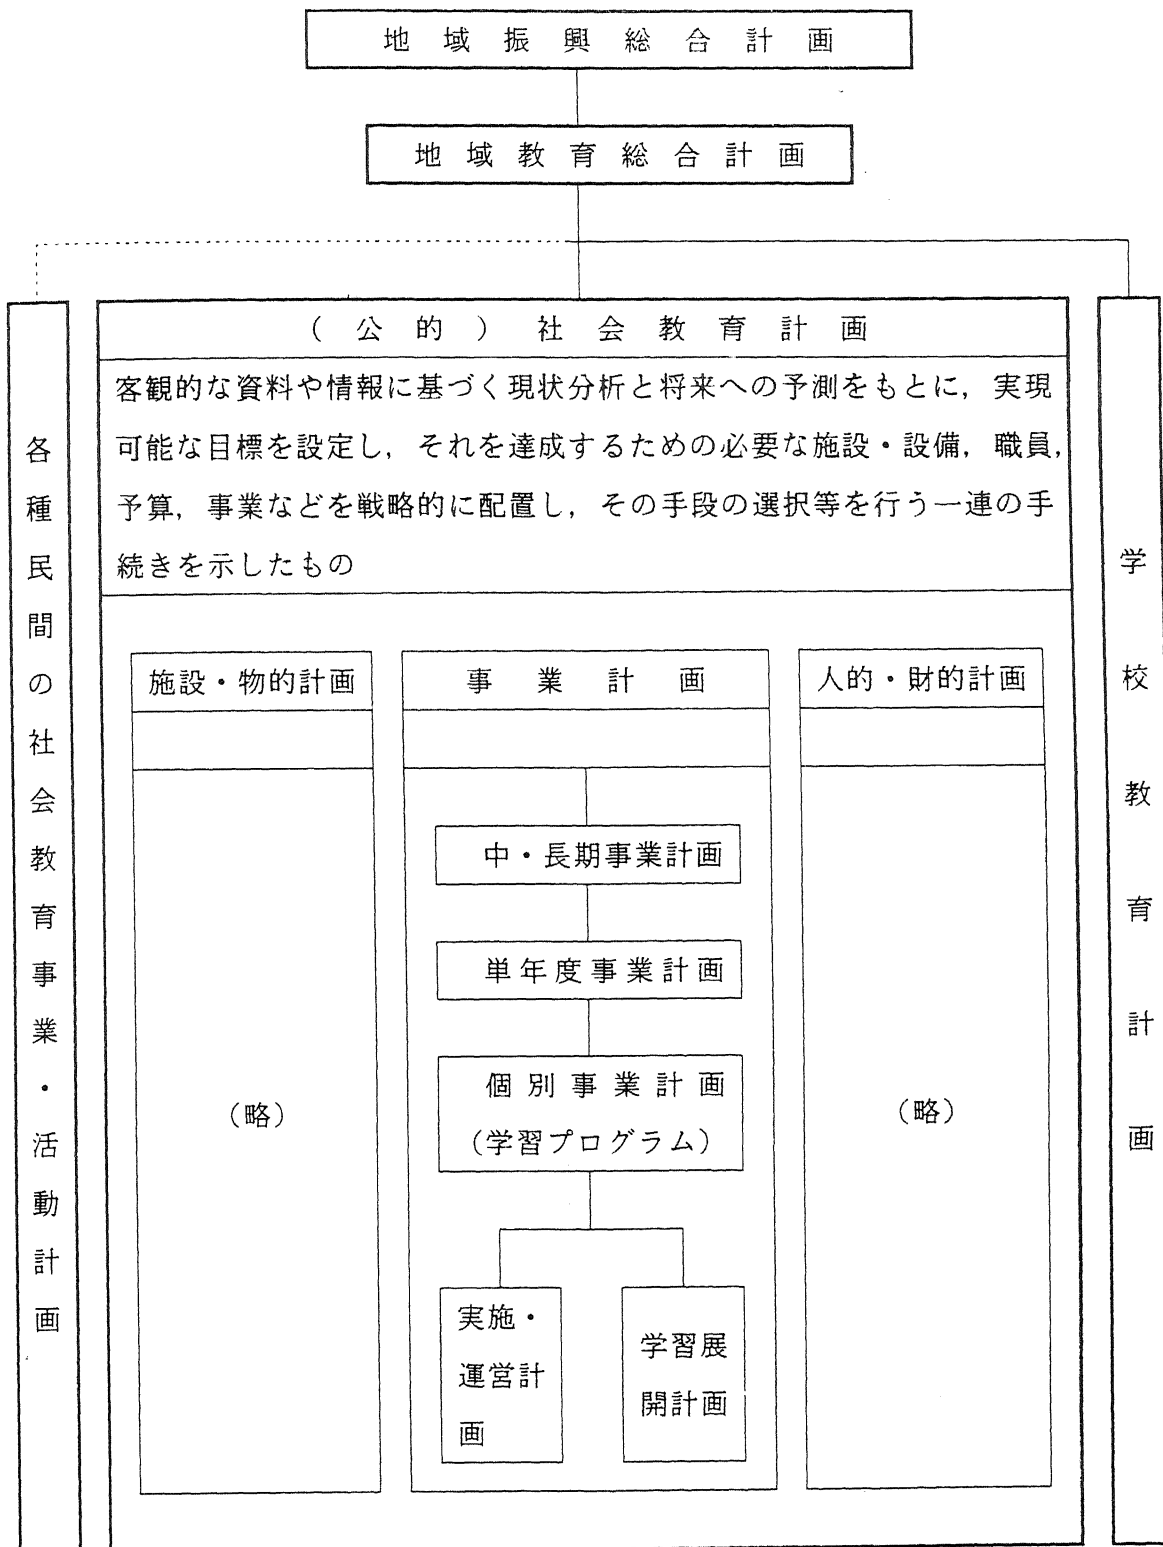 地域振興総合計画
地域教育総合計画
各種民間の社会教育事業・活動計画
(公的)社会教育計画
客観的な資料や情報に基づく現状分析と将来への予測をもとに，実現
可能な目標を設定し，それを達成するための必要な施設・設備，職員，
予算，事業などを戦略的に配置し，その手段の選択等を行う一連の手
続きを示したもの
施設・物的計画
(略)
事業計画
中・長期事業計画
単年度事業計画
個別事業計画
(学習プログラム)
実施・
運営計
画
学習展
開計画
人的・財的計画
(略)
学校教育計画